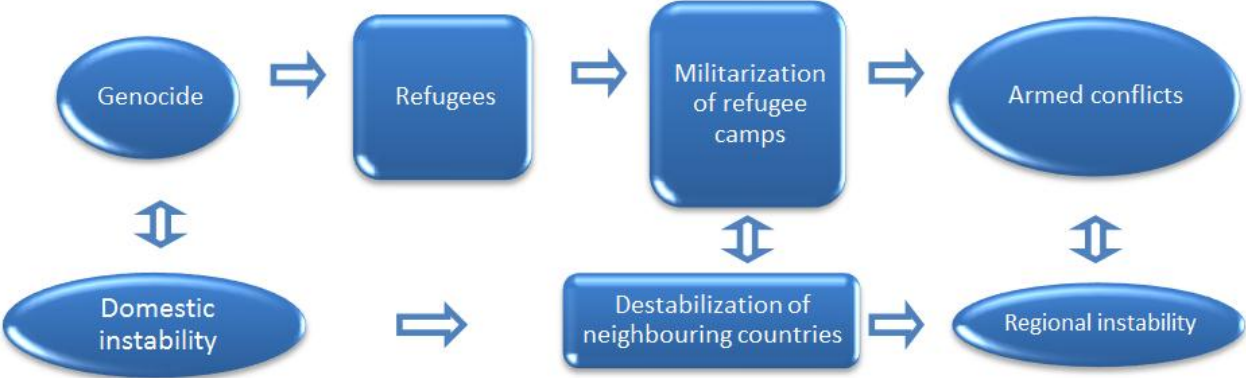 Genocide
Refugees
Militarization
of refugee
camps
Armed conflicts
Domestic
instability
Destabilization of
neighbouring countries
Regional instability